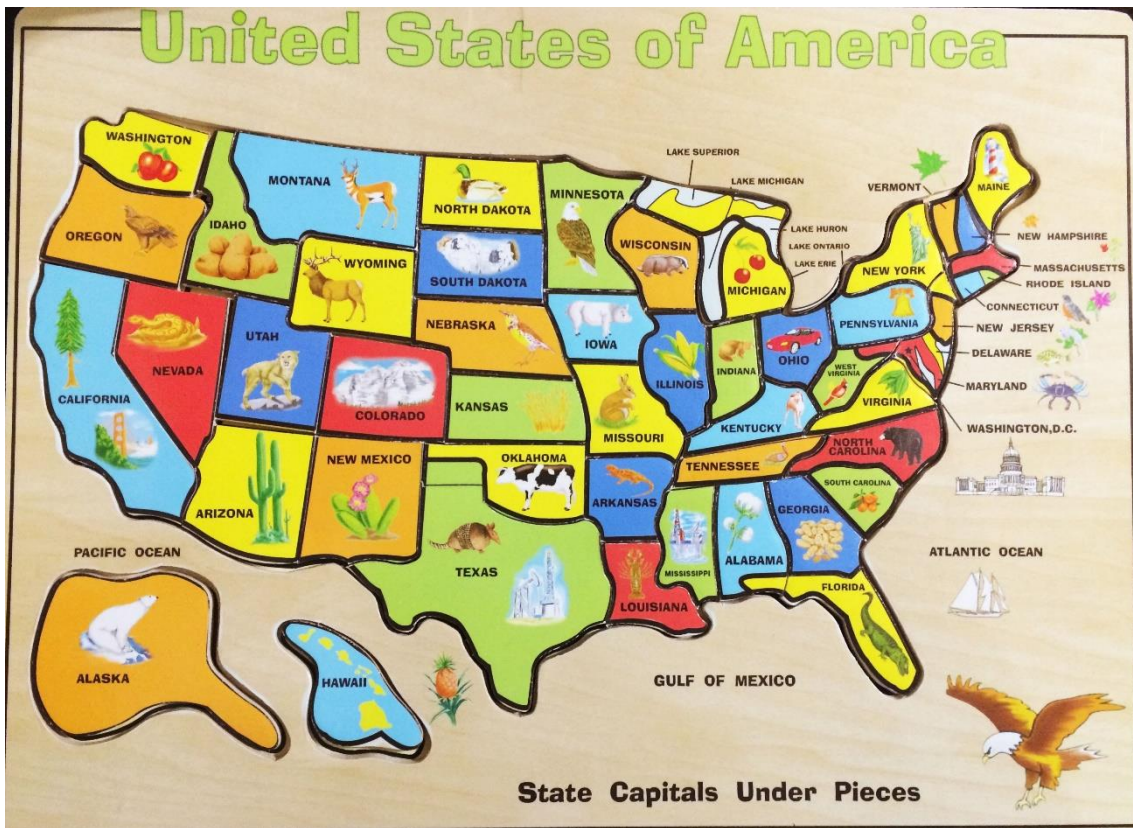 United States of America
WASHINGTON
MONTANA
NORTH DAKOTA
MINNESOTA
LAKE SUPERIOR
LAKE MICHIGAN
VERMONT
MAINE
OREGON
IDAHO
WYOMING
SOUTH DAKOTA
WISCONSIN
LAKE HURON
LAKE ONTARIO
LAKE ERIE
NEW YORK
NEW HAMPSHIRE
MASSACHUSETTS
RHODE ISLAND
CONNECTICUT
MICHIGAN
NEBRASKA
IOWA
PENNSYLVANIA
NEW JERSEY
DELAWARE
MARYLAND
WASHINGTON,D.C.
NEVADA
UTAH
COLORADO
KANSAS
ILLINOIS
INDIANA
OHIO
WEST
VIRGINIA
VIRGINIA
CALIFORNIA
MISSOURI
KENTUCKY
NORTH
CAROLINA
ARIZONA
NEW MEXICO
OKLAHOMA
TENNESSEE
SOUTH CAROLINA
ARKANSAS
GEORGIA
PACIFIC OCEAN
TEXAS
MISSISSIPPI
ALABAMA
ATLANTIC OCEAN
LOUISIANA
FLORIDA
ALASKA
HAWAII
GULF OF MEXICO
State Capitals Under Pieces